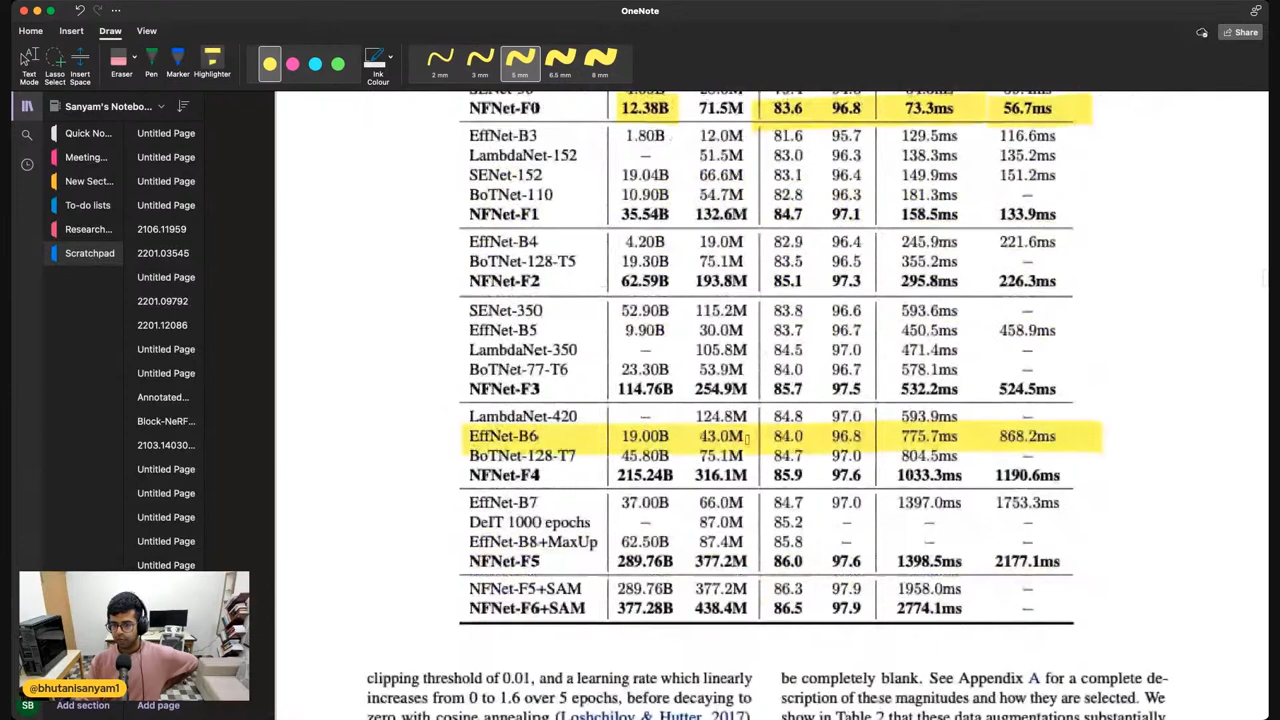 OneNote
Home Insert Draw View
Share
Text Mode
Lasso Select
Insert Space
Eraser
Pen
Marker
Highlighter
Ink Colour
2 mm 3 mm 5 mm 6.5 mm 8 mm
Sanyam's Notebo...
Quick No...
Meeting...
New Sect...
To-do lists
Research...
Scratchpad
Untitled Page
Untitled Page
Untitled Page
Untitled Page
2106.11959
2201.03545
Untitled Page
2201.09792
2201.12086
Untitled Page
Untitled Page
Annotated...
Block-NeRF...
2103.14030...
Untitled Page
Untitled Page
Untitled Page
Untitled Page
Untitled Page
NFNet-F0 12.38B 71.5M 83.6 96.8 73.3ms 56.7ms
EffNet-B3 1.80B 12.0M 81.6 95.7 129.5ms 116.6ms
LambdaNet-152 – 51.5M 83.0 96.3 138.3ms 135.2ms
SENet-152 19.04B 66.6M 83.1 96.4 149.9ms 151.2ms
BoTNet-110 10.90B 54.7M 82.8 96.3 181.3ms –
NFNet-F1 35.54B 132.6M 84.7 97.1 158.5ms 133.9ms
EffNet-B4 4.20B 19.0M 82.9 96.4 245.9ms 221.6ms
BoTNet-128-T5 19.30B 75.1M 83.5 96.5 355.2ms –
NFNet-F2 62.59B 193.8M 85.1 97.3 295.8ms 226.3ms
SENet-350 52.90B 115.2M 83.8 96.6 593.6ms –
EffNet-B5 9.90B 30.0M 83.7 96.7 450.5ms 458.9ms
LambdaNet-350 – 105.8M 84.5 97.0 471.4ms –
BoTNet-77-T6 23.30B 53.9M 84.0 96.7 578.1ms –
NFNet-F3 114.76B 254.9M 85.7 97.5 532.2ms 524.5ms
LambdaNet-420 – 124.8M 84.8 97.0 593.9ms –
EffNet-B6 19.00B 43.0M 84.0 96.8 775.7ms 868.2ms
BoTNet-128-T7 45.80B 75.1M 84.7 97.0 804.5ms –
NFNet-F4 215.24B 316.1M 85.9 97.6 1033.3ms 1190.6ms
EffNet-B7 37.00B 66.0M 84.7 97.0 1397.0ms 1753.3ms
DeIT 1000 epochs – 87.0M 85.2 – – –
EffNet-B8+MaxUp 62.50B 87.4M 85.8 – – –
NFNet-F5 289.76B 377.2M 86.0 97.6 1398.5ms 2177.1ms
NFNet-F5+SAM 289.76B 377.2M 86.3 97.9 1958.0ms –
NFNet-F6+SAM 377.28B 438.4M 86.5 97.9 2774.1ms –
clipping threshold of 0.01, and a learning rate which linearly
increases from 0 to 1.6 over 5 epochs, before decaying to
zero with cosine annealing (Loshchilov & Hutter, 2017)
be completely blank. See Appendix A for a complete de-
scription of these magnitudes and how they are selected. We
show in Table 2 that these data augmentations substantially
@bhutanisanyam1
SB Add section Add page